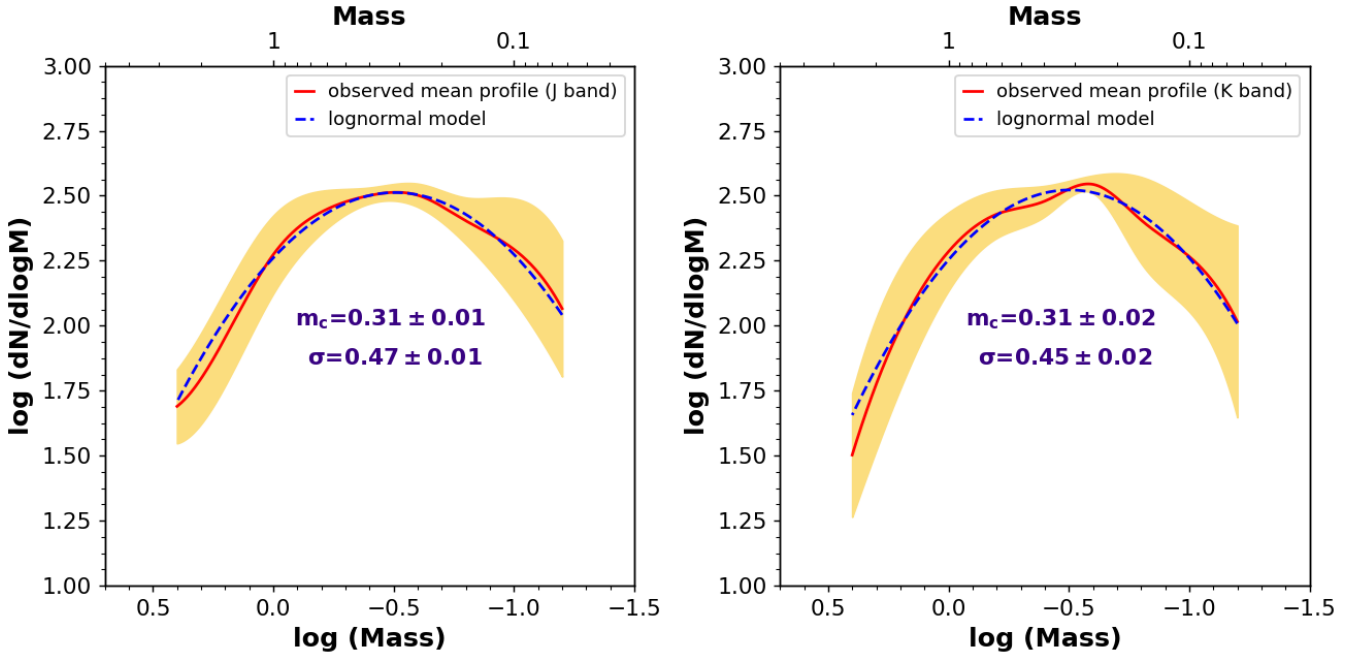 Mass
1 0.1
3.00
2.75
2.50
2.25
2.00
1.75
1.50
1.25
1.00
log (dN/dlogM)
observed mean profile (J band)
lognormal model
m_c=0.31 ± 0.01
σ=0.47 ± 0.01
0.5 0.0 −0.5 −1.0 −1.5
log (Mass)
Mass
1 0.1
3.00
2.75
2.50
2.25
2.00
1.75
1.50
1.25
1.00
log (dN/dlogM)
observed mean profile (K band)
lognormal model
m_c=0.31 ± 0.02
σ=0.45 ± 0.02
0.5 0.0 −0.5 −1.0 −1.5
log (Mass)